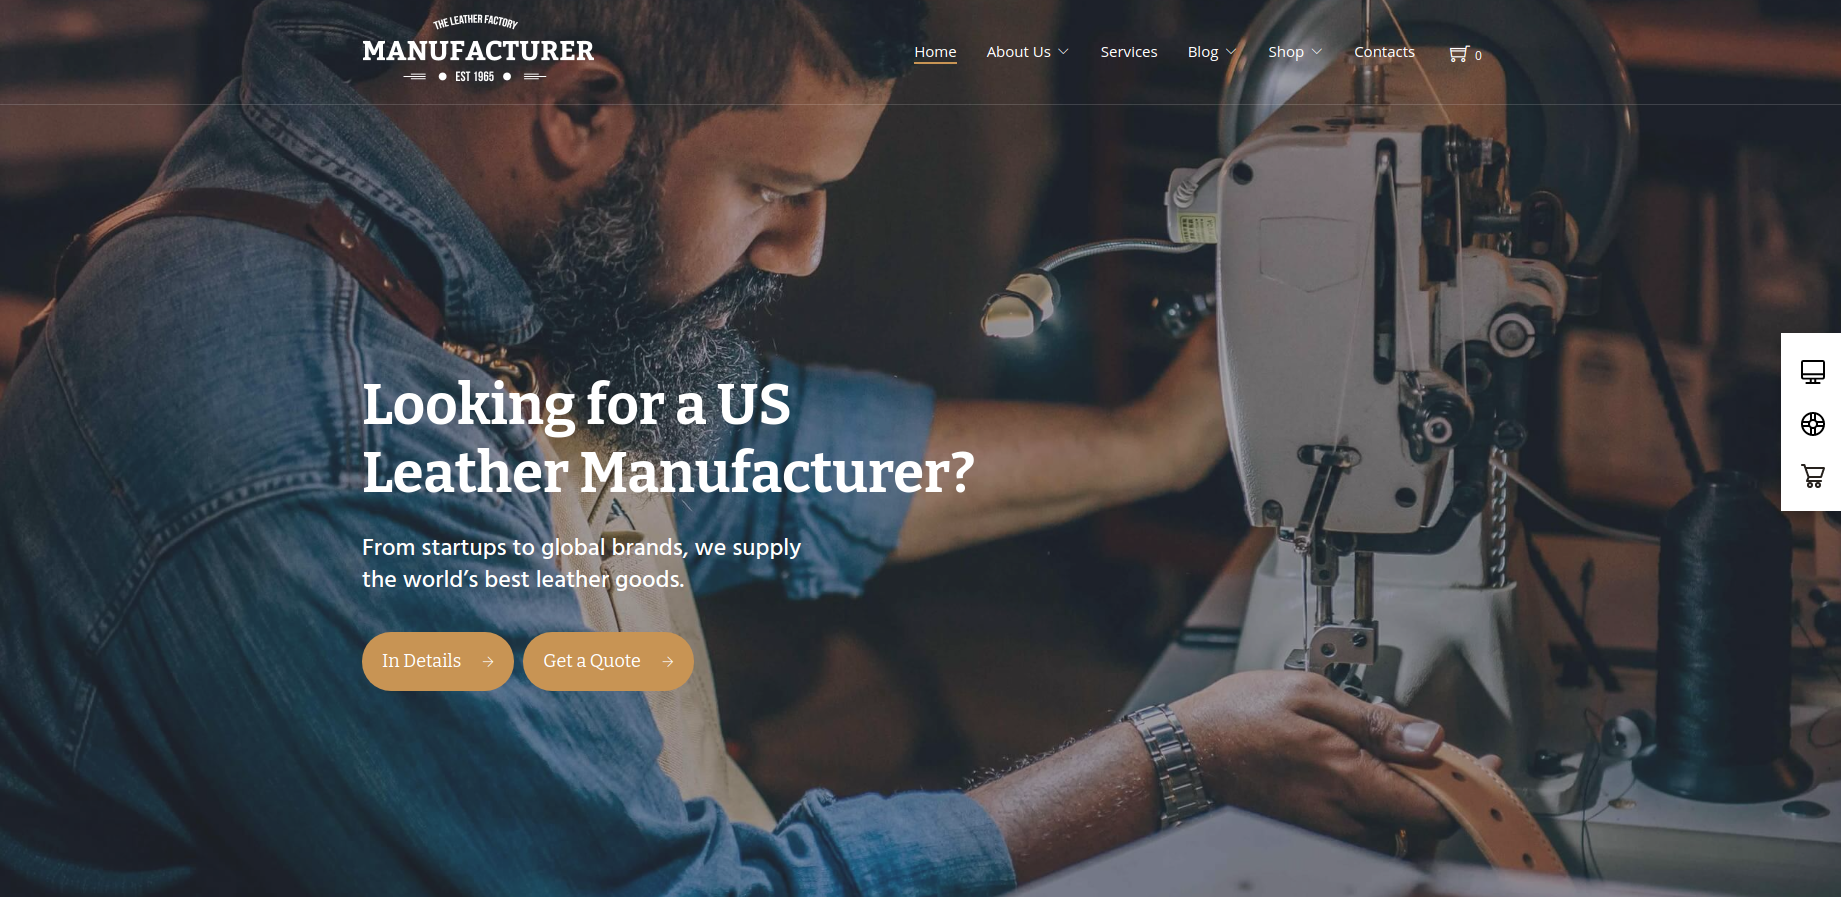 THE LEATHER FACTORY
MANUFACTURER
EST 1965
Home About Us Services Blog Shop Contacts 0
Looking for a US
Leather Manufacturer?
From startups to global brands, we supply
the world’s best leather goods.
In Details Get a Quote